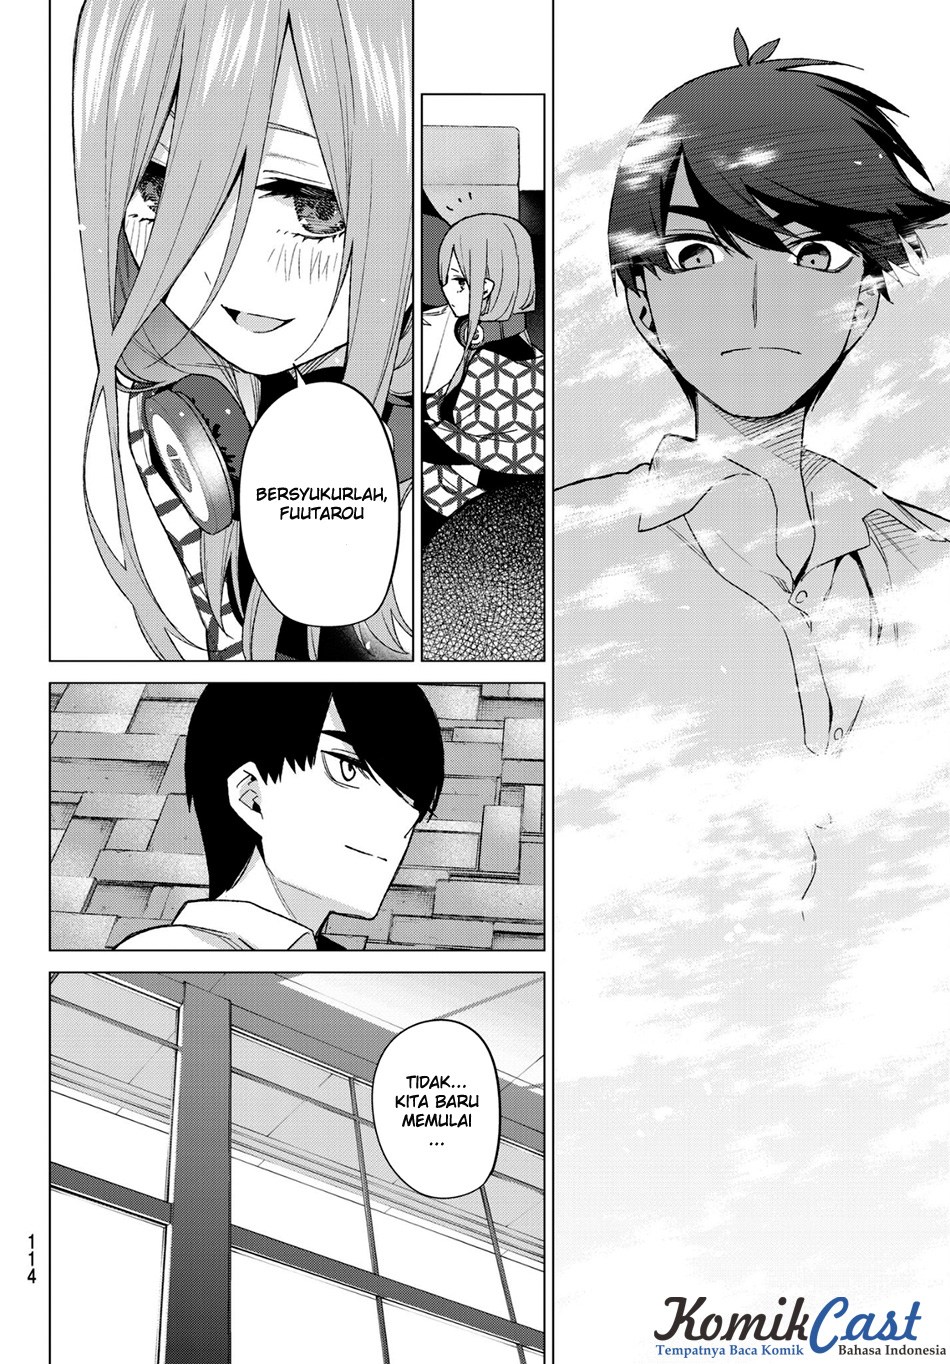 BERSYUKURLAH,
FUUTAROU
TIDAK...
KITA BARU
MEMULAI
...
114
KomikCast
Tempatnya Baca Komik Bahasa Indonesia